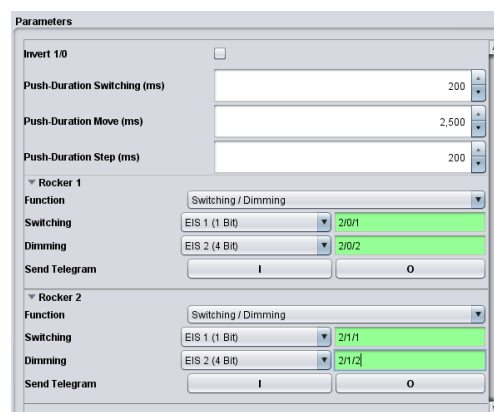 Parameters
Invert 1/0
Push-Duration Switching (ms) 200
Push-Duration Move (ms) 2,500
Push-Duration Step (ms) 200
Rocker 1
Function Switching / Dimming
Switching EIS 1 (1 Bit) 2/0/1
Dimming EIS 2 (4 Bit) 2/0/2
Send Telegram I O
Rocker 2
Function Switching / Dimming
Switching EIS 1 (1 Bit) 2/1/1
Dimming EIS 2 (4 Bit) 2/1/2
Send Telegram I O